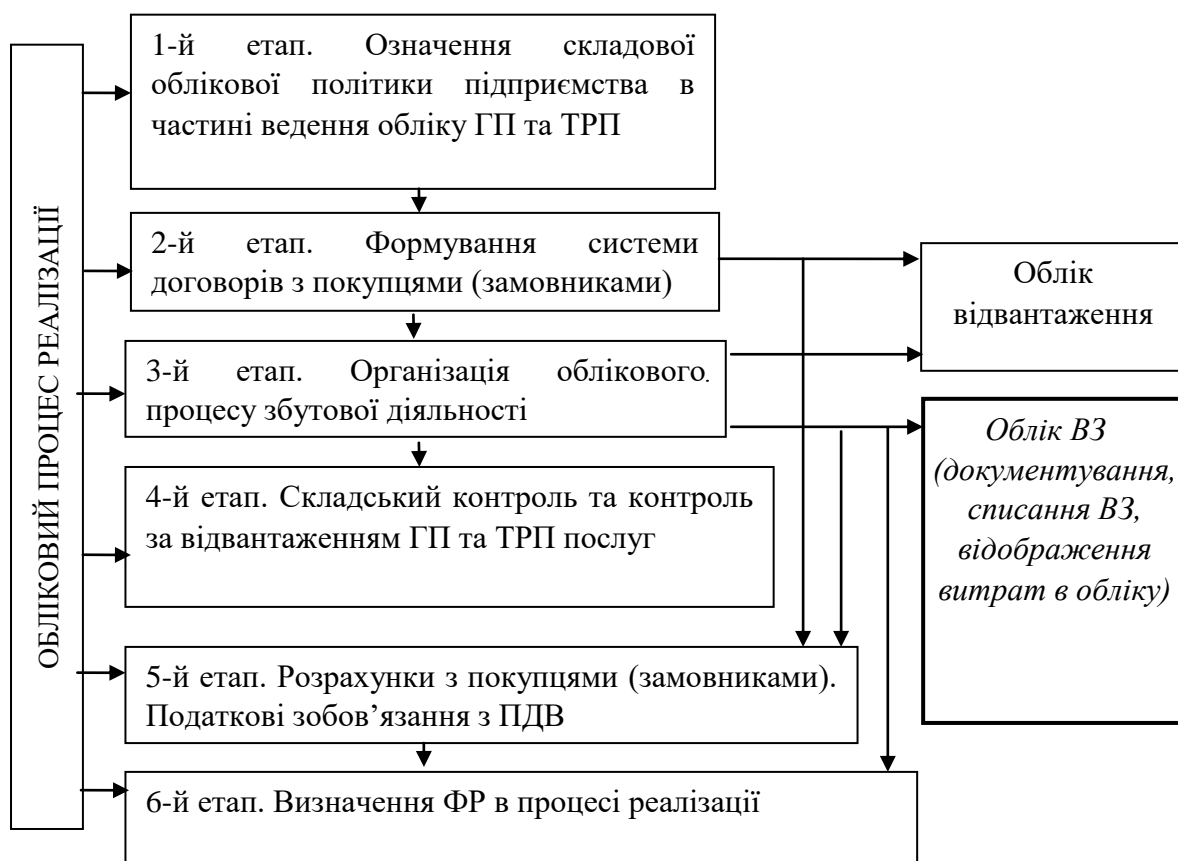 ОБЛІКОВИЙ ПРОЦЕС РЕАЛІЗАЦІЇ
1-й етап. Означення складової
облікової політики підприємства в
частині ведення обліку ГП та ТРП
2-й етап. Формування системи
договорів з покупцями (замовниками)
3-й етап. Організація облікового.
процесу збутової діяльності
4-й етап. Складський контроль та контроль
за відвантаженням ГП та ТРП послуг
5-й етап. Розрахунки з покупцями (замовниками).
Податкові зобов’язання з ПДВ
6-й етап. Визначення ФР в процесі реалізації
Облік
відвантаження
Облік ВЗ
(документування,
списання ВЗ,
відображення
витрат в обліку)